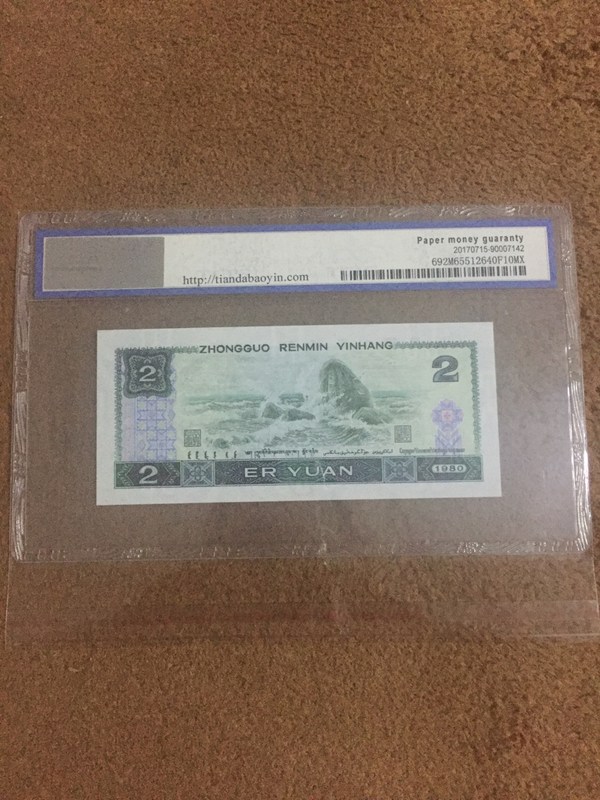 Paper money guaranty
20170715-90007142
692M65512640F10MX
http://tiandabaoyin.com
ZHONGGUO RENMIN YINHANG
2
2
2
ER YUAN
1980